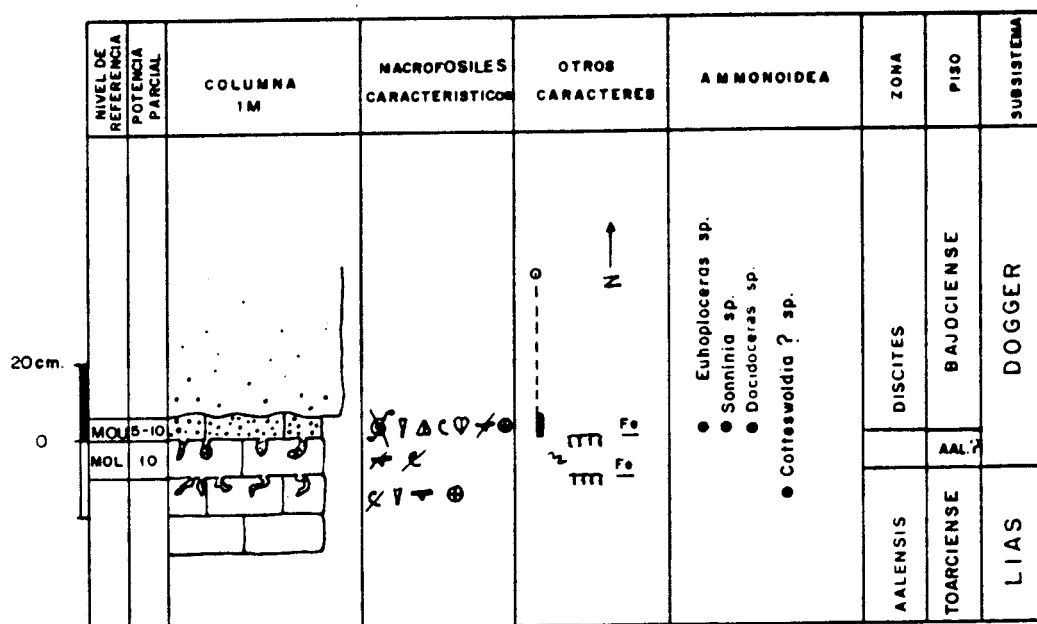 NIVEL DE
REFERENCIA
POTENCIA
PARCIAL
COLUMNA
1M
MACROFOSILES
CARACTERISTICOS
OTROS
CARACTERES
AMMONOIDEA
ZONA
PISO
SUBSISTEMA
20cm.
0
MOU
5-10
MOL
10
N
Fe
Fe
Euhoploceras sp.
Sonninia sp.
Docidoceras sp.
Cotteswoldia ? sp.
DISCITES
AALENSIS
BAJOCIENSE
AAL.?
TOARCIENSE
DOGGER
LIAS